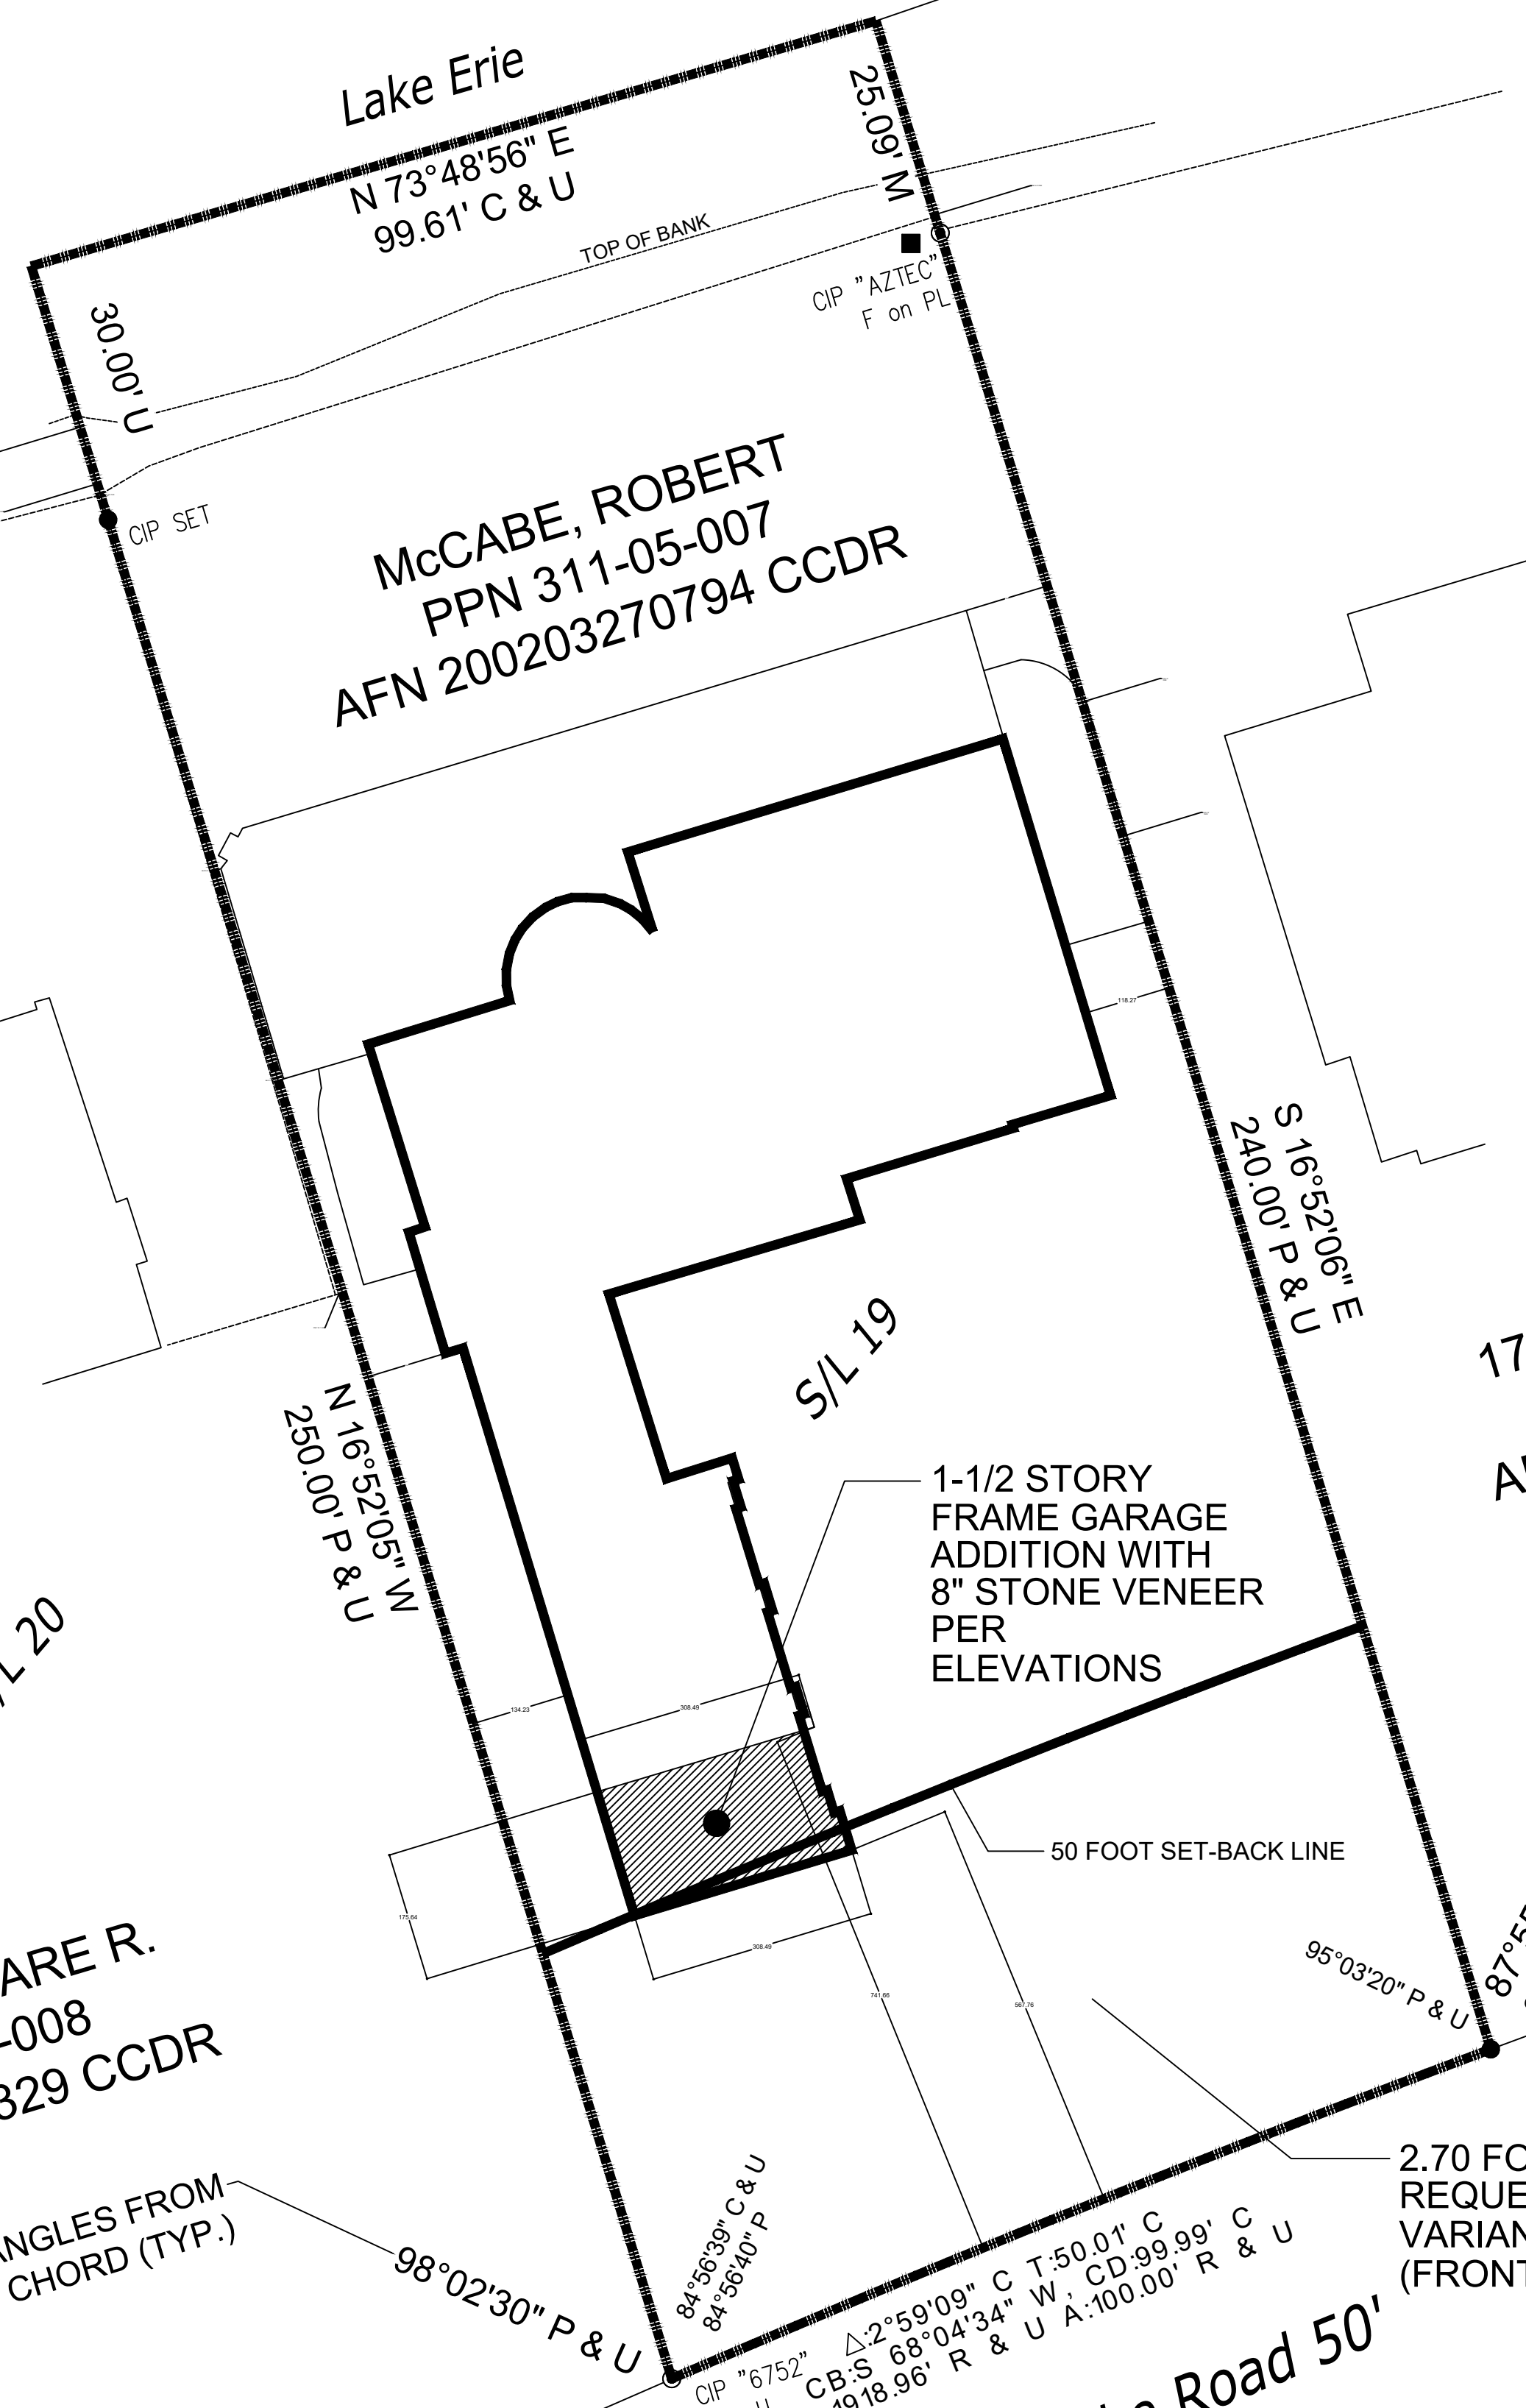 Lake Erie
N 73°48'56" E
99.61' C & U
25.09' M
TOP OF BANK
30.00' U
CIP "AZTEC"
F on PL
CIP SET
McCABE, ROBERT
PPN 311-05-007
AFN 200203270794 CCDR
118.27
S 16°52'06" E
240.00' P & U
S/L 19
17
N 16°52'05" W
250.00' P & U
1-1/2 STORY
FRAME GARAGE
ADDITION WITH
8" STONE VENEER
PER
ELEVATIONS
L 20
134.23
308.49
50 FOOT SET-BACK LINE
175.64
308.49
741.66
567.76
ARE R.
-008
329 CCDR
95°03'20" P & U
87°55
2.70 FO
REQUE
VARIAN
(FRONT
ANGLES FROM
CHORD (TYP.)
98°02'30" P & U
84°56'39" C & U
84°56'40" P
CIP "6752"
U
△:2°59'09" C T:50.01' C
CB:S 68°04'34" W, CD:99.99' C
1918.96' R & U A:100.00' R & U
Road 50'